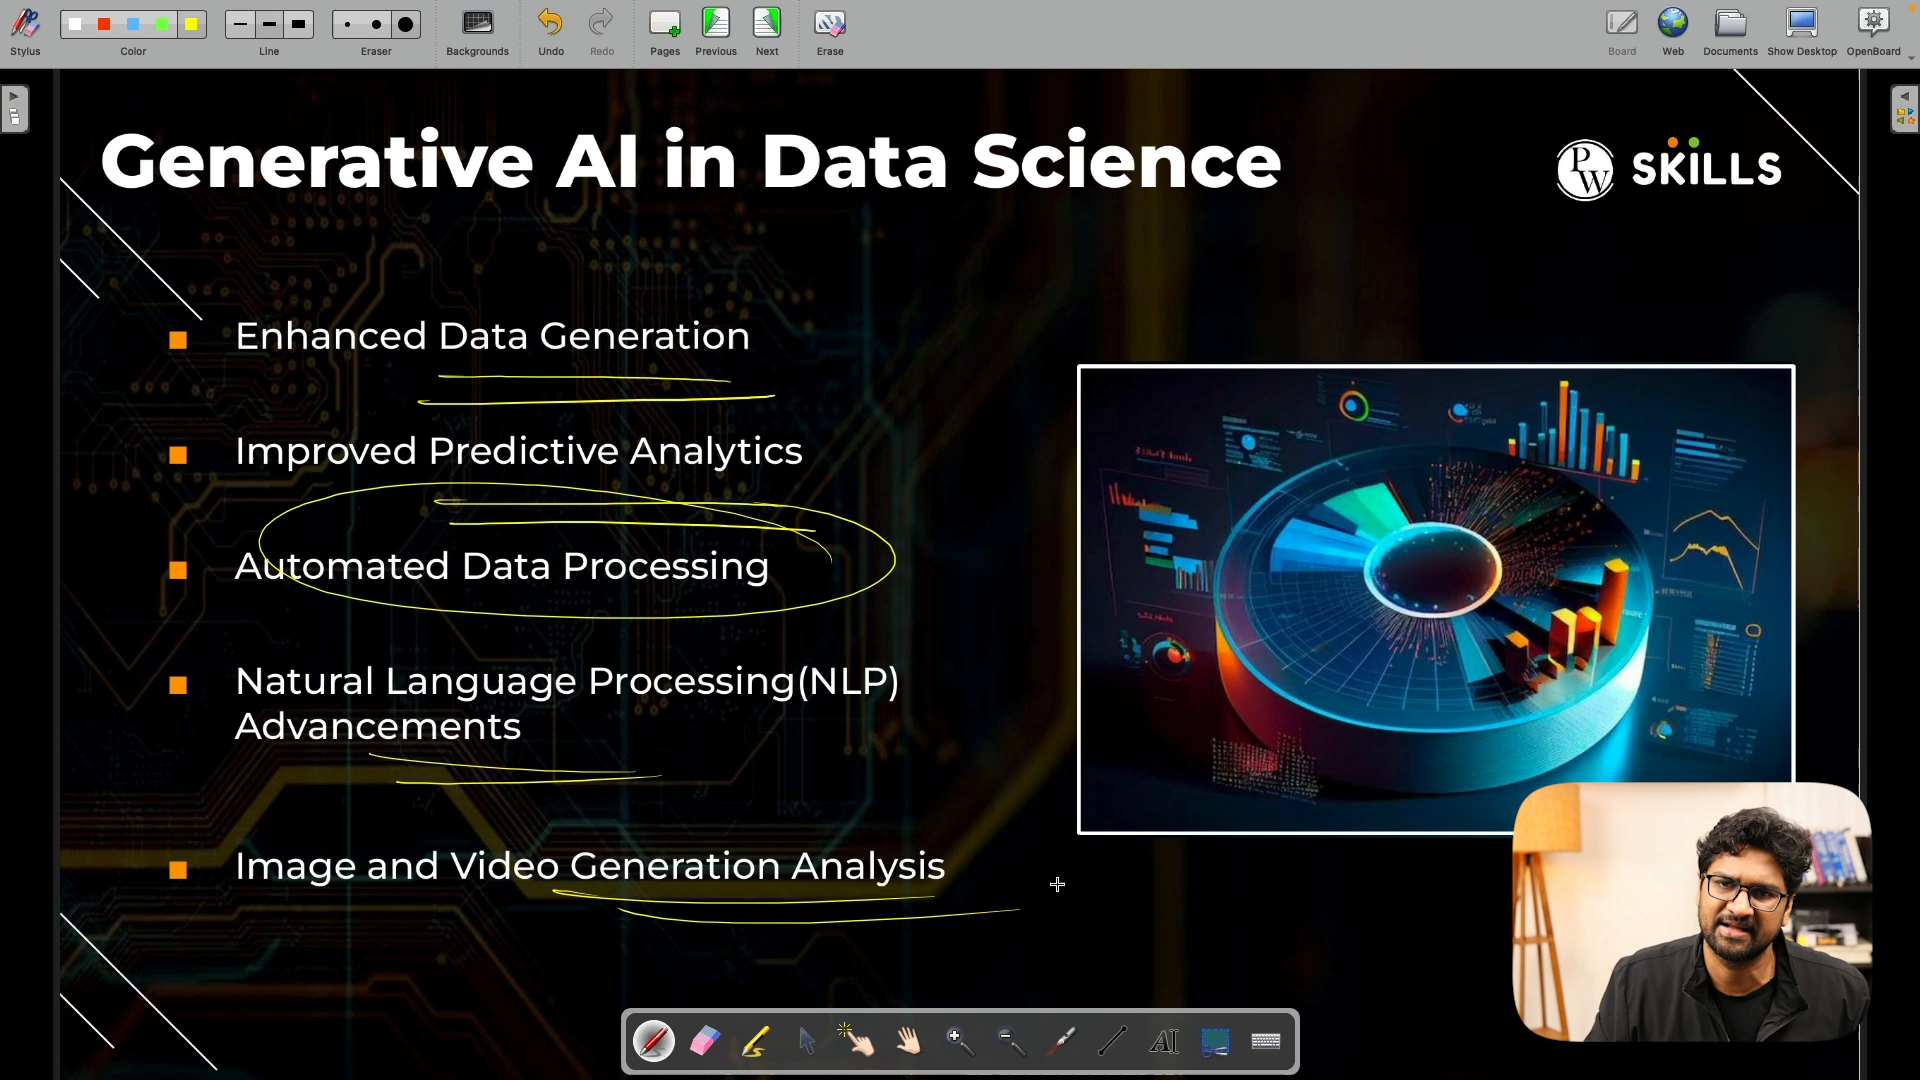 Stylus
Color
Line
Eraser
Backgrounds
Undo
Redo
Pages
Previous
Next
Erase
Board
Web
Documents
Show Desktop
OpenBoard
Generative AI in Data Science
PW
SKILLS
Enhanced Data Generation
Improved Predictive Analytics
Automated Data Processing
Natural Language Processing(NLP)
Advancements
Image and Video Generation Analysis
AI